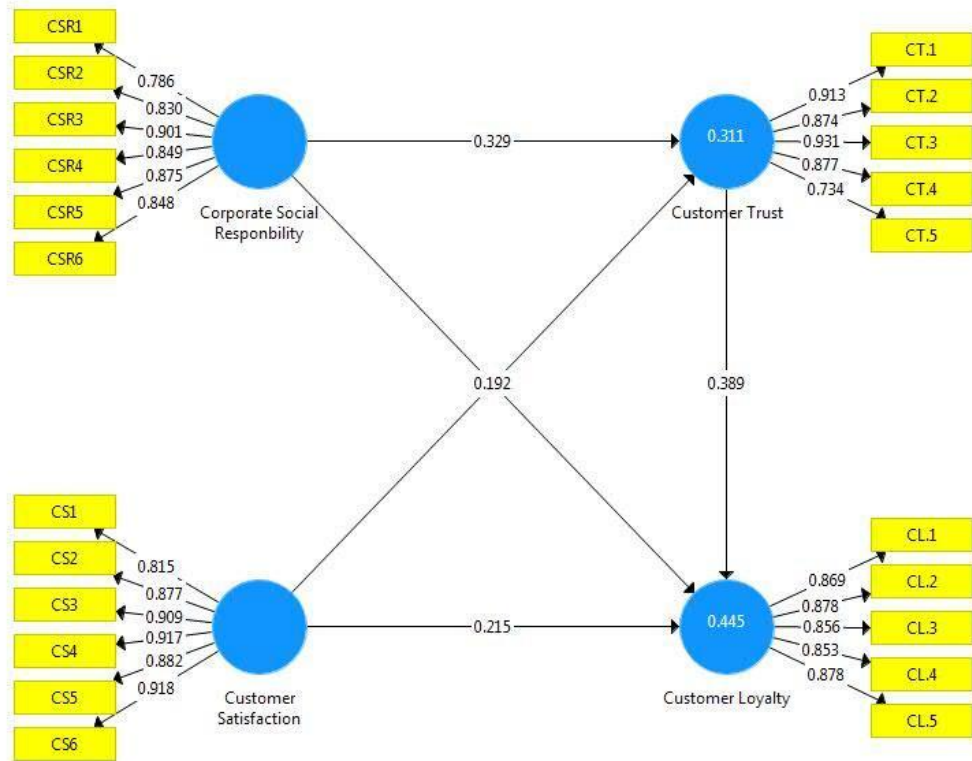 CSR1
CSR2
CSR3
CSR4
CSR5
CSR6
0.786
0.830
0.901
0.849
0.875
0.848
Corporate Social
Responbility
0.329
0.311
Customer Trust
0.913
0.874
0.931
0.877
0.734
CT.1
CT.2
CT.3
CT.4
CT.5
0.192
0.389
CS1
CS2
CS3
CS4
CS5
CS6
0.815
0.877
0.909
0.917
0.882
0.918
Customer
Satisfaction
0.215
0.445
Customer Loyalty
0.869
0.878
0.856
0.853
0.878
CL.1
CL.2
CL.3
CL.4
CL.5